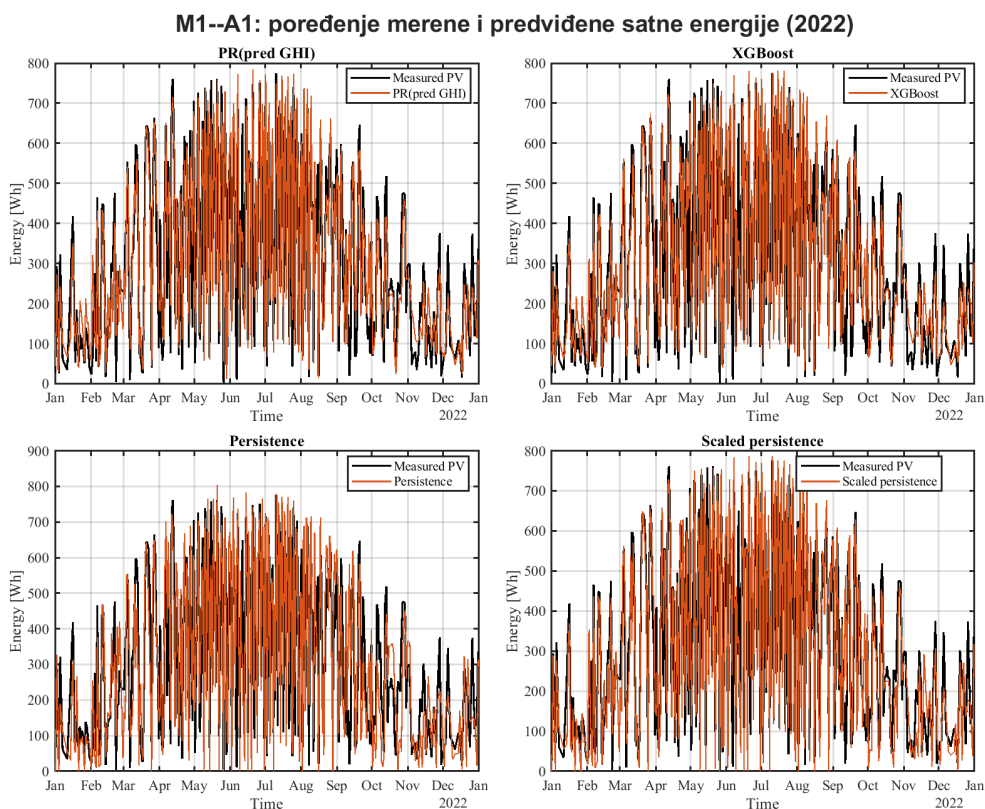 M1--A1: poređenje merene i predviđene satne energije (2022)
PR(pred GHI)
Measured PV
PR(pred GHI)
Energy [Wh]
800
700
600
500
400
300
200
100
0
Jan Feb Mar Apr May Jun Jul Aug Sep Oct Nov Dec Jan
Time
2022
XGBoost
Measured PV
XGBoost
Energy [Wh]
800
700
600
500
400
300
200
100
0
Jan Feb Mar Apr May Jun Jul Aug Sep Oct Nov Dec Jan
Time
2022
Persistence
Measured PV
Persistence
Energy [Wh]
900
800
700
600
500
400
300
200
100
0
Jan Feb Mar Apr May Jun Jul Aug Sep Oct Nov Dec Jan
Time
2022
Scaled persistence
Measured PV
Scaled persistence
Energy [Wh]
800
700
600
500
400
300
200
100
0
Jan Feb Mar Apr May Jun Jul Aug Sep Oct Nov Dec Jan
Time
2022